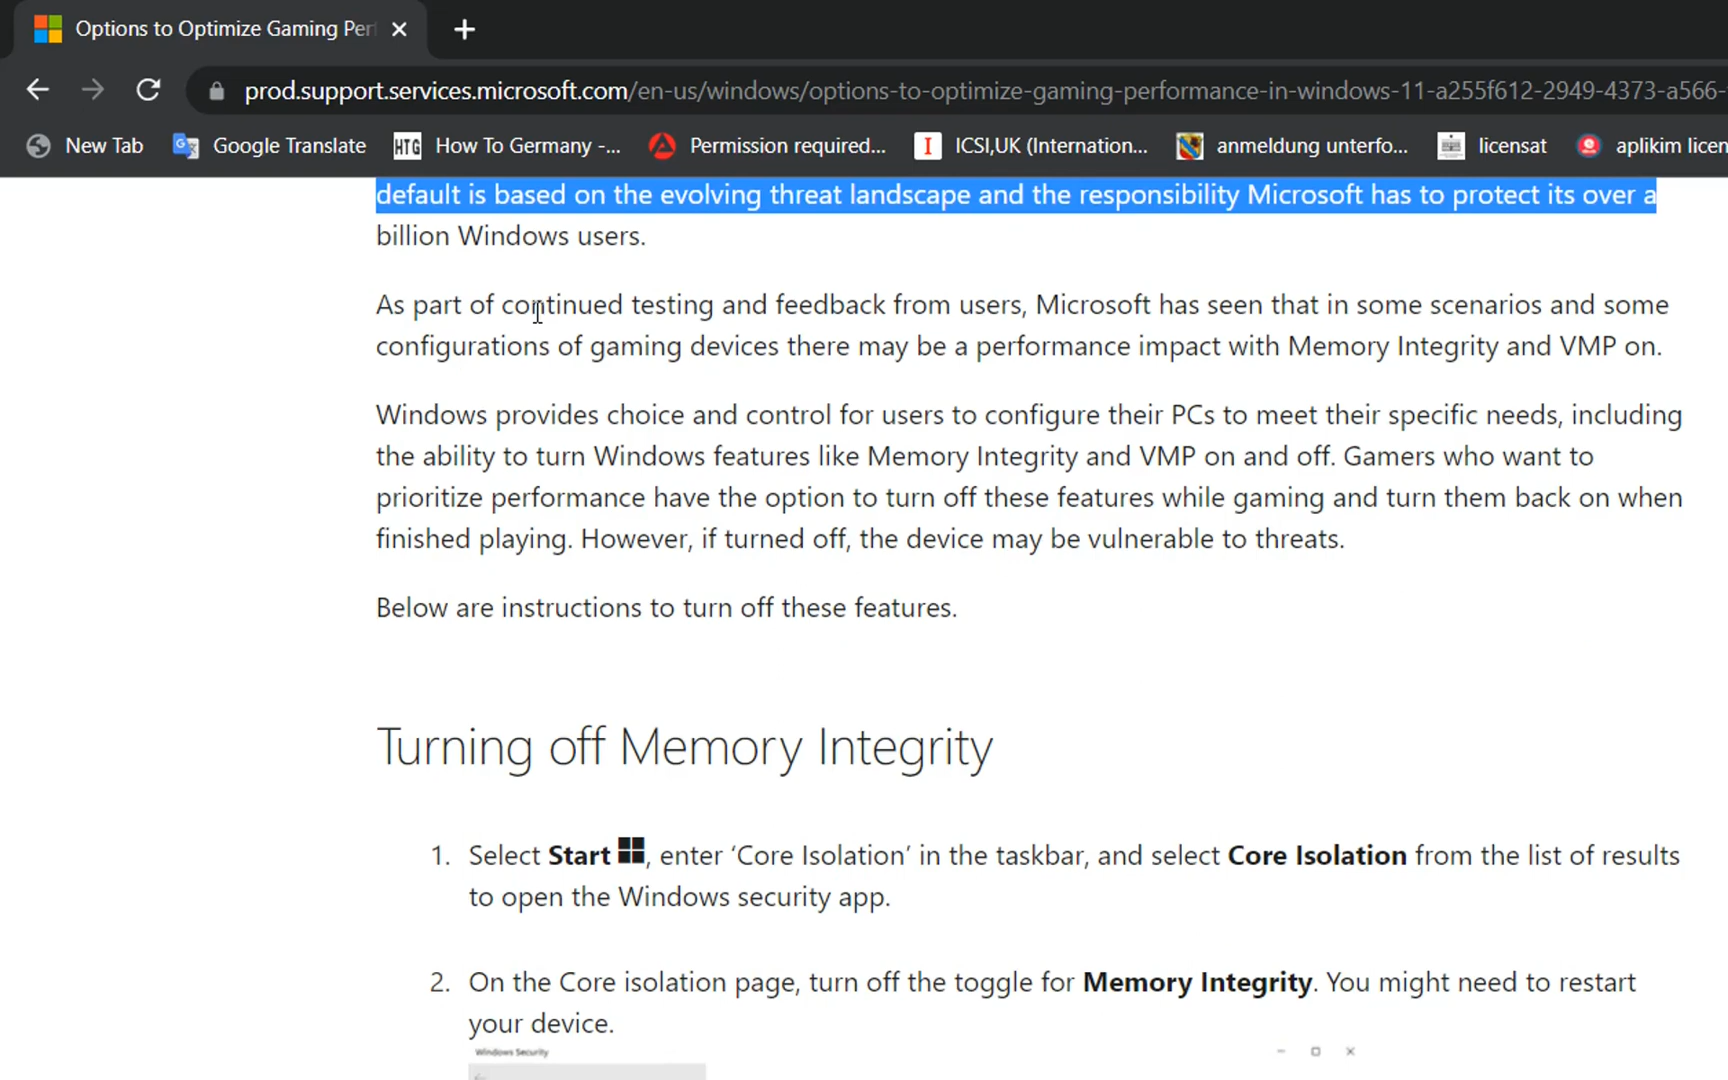 Options to Optimize Gaming Per
prod.support.services.microsoft.com/en-us/windows/options-to-optimize-gaming-performance-in-windows-11-a255f612-2949-4373-a566-
New Tab Google Translate HTG How To Germany -... Permission required... I ICSI,UK (Internation... anmeldung unterfo... licensat aplikim licen
default is based on the evolving threat landscape and the responsibility Microsoft has to protect its over a
billion Windows users.
As part of continued testing and feedback from users, Microsoft has seen that in some scenarios and some
configurations of gaming devices there may be a performance impact with Memory Integrity and VMP on.
Windows provides choice and control for users to configure their PCs to meet their specific needs, including
the ability to turn Windows features like Memory Integrity and VMP on and off. Gamers who want to
prioritize performance have the option to turn off these features while gaming and turn them back on when
finished playing. However, if turned off, the device may be vulnerable to threats.
Below are instructions to turn off these features.
Turning off Memory Integrity
1. Select Start , enter ‘Core Isolation’ in the taskbar, and select Core Isolation from the list of results
to open the Windows security app.
2. On the Core isolation page, turn off the toggle for Memory Integrity. You might need to restart
your device.
Windows Security